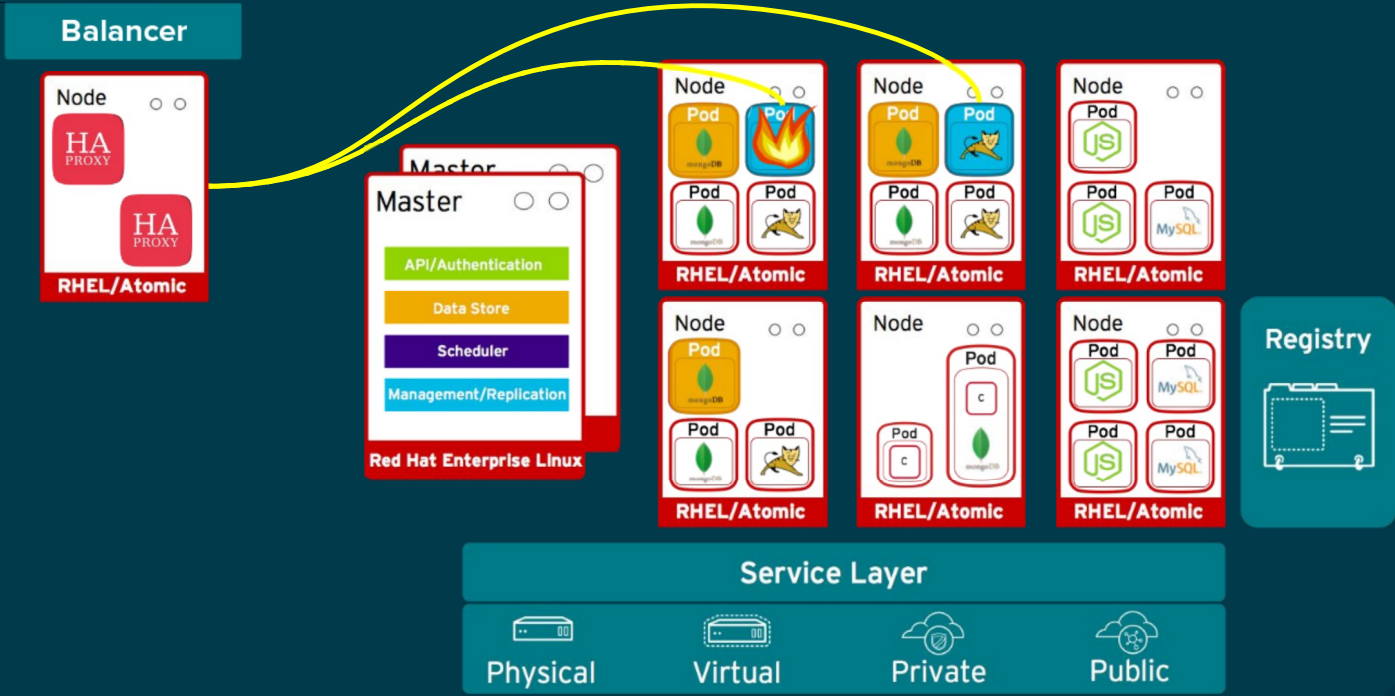 Balancer
Node
HA
PROXY
HA
PROXY
RHEL/Atomic
Master
Master
API/Authentication
Data Store
Scheduler
Management/Replication
Red Hat Enterprise Linux
Node
Pod
mongoDB
Pod
Pod
mongoDB
Pod
RHEL/Atomic
Node
Pod
mongoDB
Pod
Pod
mongoDB
Pod
RHEL/Atomic
Node
Pod
JS
Pod
JS
Pod
MySQL
RHEL/Atomic
Node
Pod
mongoDB
Pod
mongoDB
Pod
RHEL/Atomic
Node
Pod
C
mongoDB
Pod
C
RHEL/Atomic
Node
Pod
JS
Pod
MySQL
Pod
JS
Pod
MySQL
RHEL/Atomic
Registry
Service Layer
Physical
Virtual
Private
Public